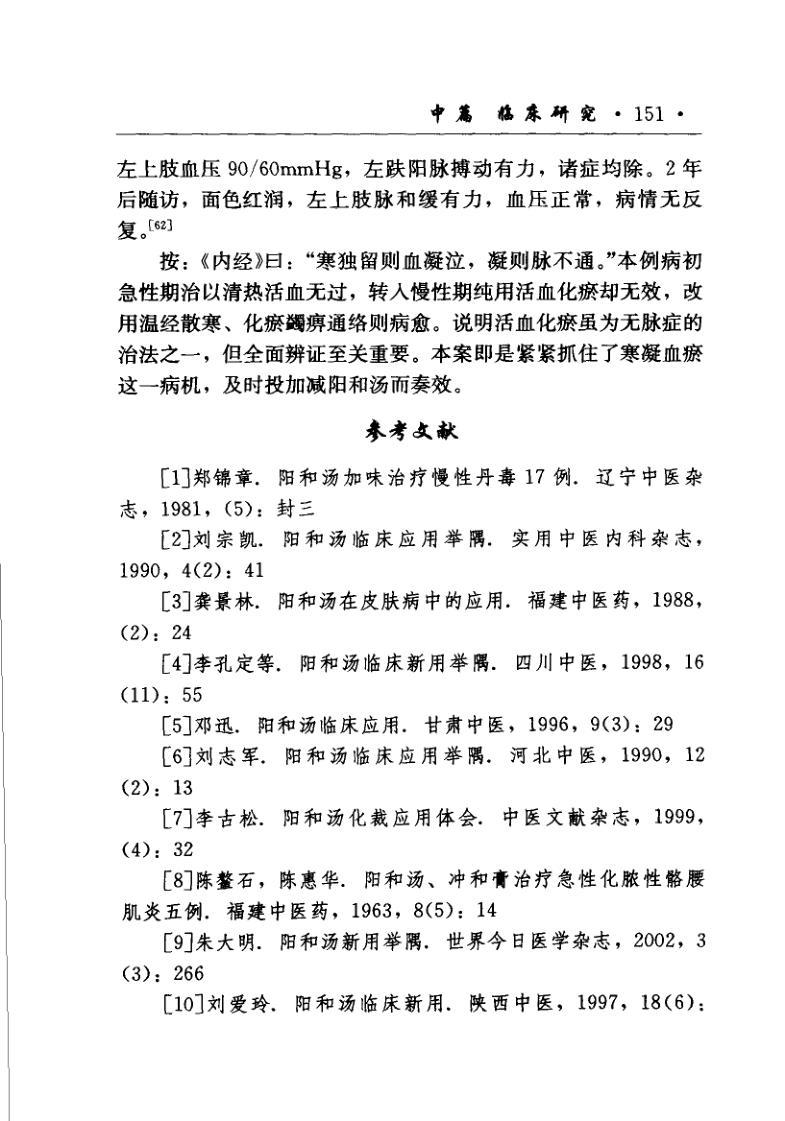 中篇 临床研究 · 151 ·
左上肢血压 90/60mmHg，左趺阳脉搏动有力，诸症均除。2 年
后随访，面色红润，左上肢脉和缓有力，血压正常，病情无反
复。[62]
按：《内经》曰：“寒独留则血凝泣，凝则脉不通。”本例病初
急性期治以清热活血无过，转入慢性期纯用活血化瘀却无效，改
用温经散寒、化瘀蠲痹通络则病愈。说明活血化瘀虽为无脉症的
治法之一，但全面辨证至关重要。本案即是紧紧抓住了寒凝血瘀
这一病机，及时投加减阳和汤而奏效。
参考文献
[1]郑锦章．阳和汤加味治疗慢性丹毒 17 例．辽宁中医杂
志，1981，(5)：封三
[2]刘宗凯．阳和汤临床应用举隅．实用中医内科杂志，
1990，4(2)：41
[3]龚景林．阳和汤在皮肤病中的应用．福建中医药，1988，
(2)：24
[4]李孔定等．阳和汤临床新用举隅．四川中医，1998，16
(11)：55
[5]邓迅．阳和汤临床应用．甘肃中医，1996，9(3)：29
[6]刘志军．阳和汤临床应用举隅．河北中医，1990，12
(2)：13
[7]李古松．阳和汤化裁应用体会．中医文献杂志，1999，
(4)：32
[8]陈鳌石，陈惠华．阳和汤、冲和膏治疗急性化脓性髂腰
肌炎五例．福建中医药，1963，8(5)：14
[9]朱大明．阳和汤新用举隅．世界今日医学杂志，2002，3
(3)：266
[10]刘爱玲．阳和汤临床新用．陕西中医，1997，18(6)：